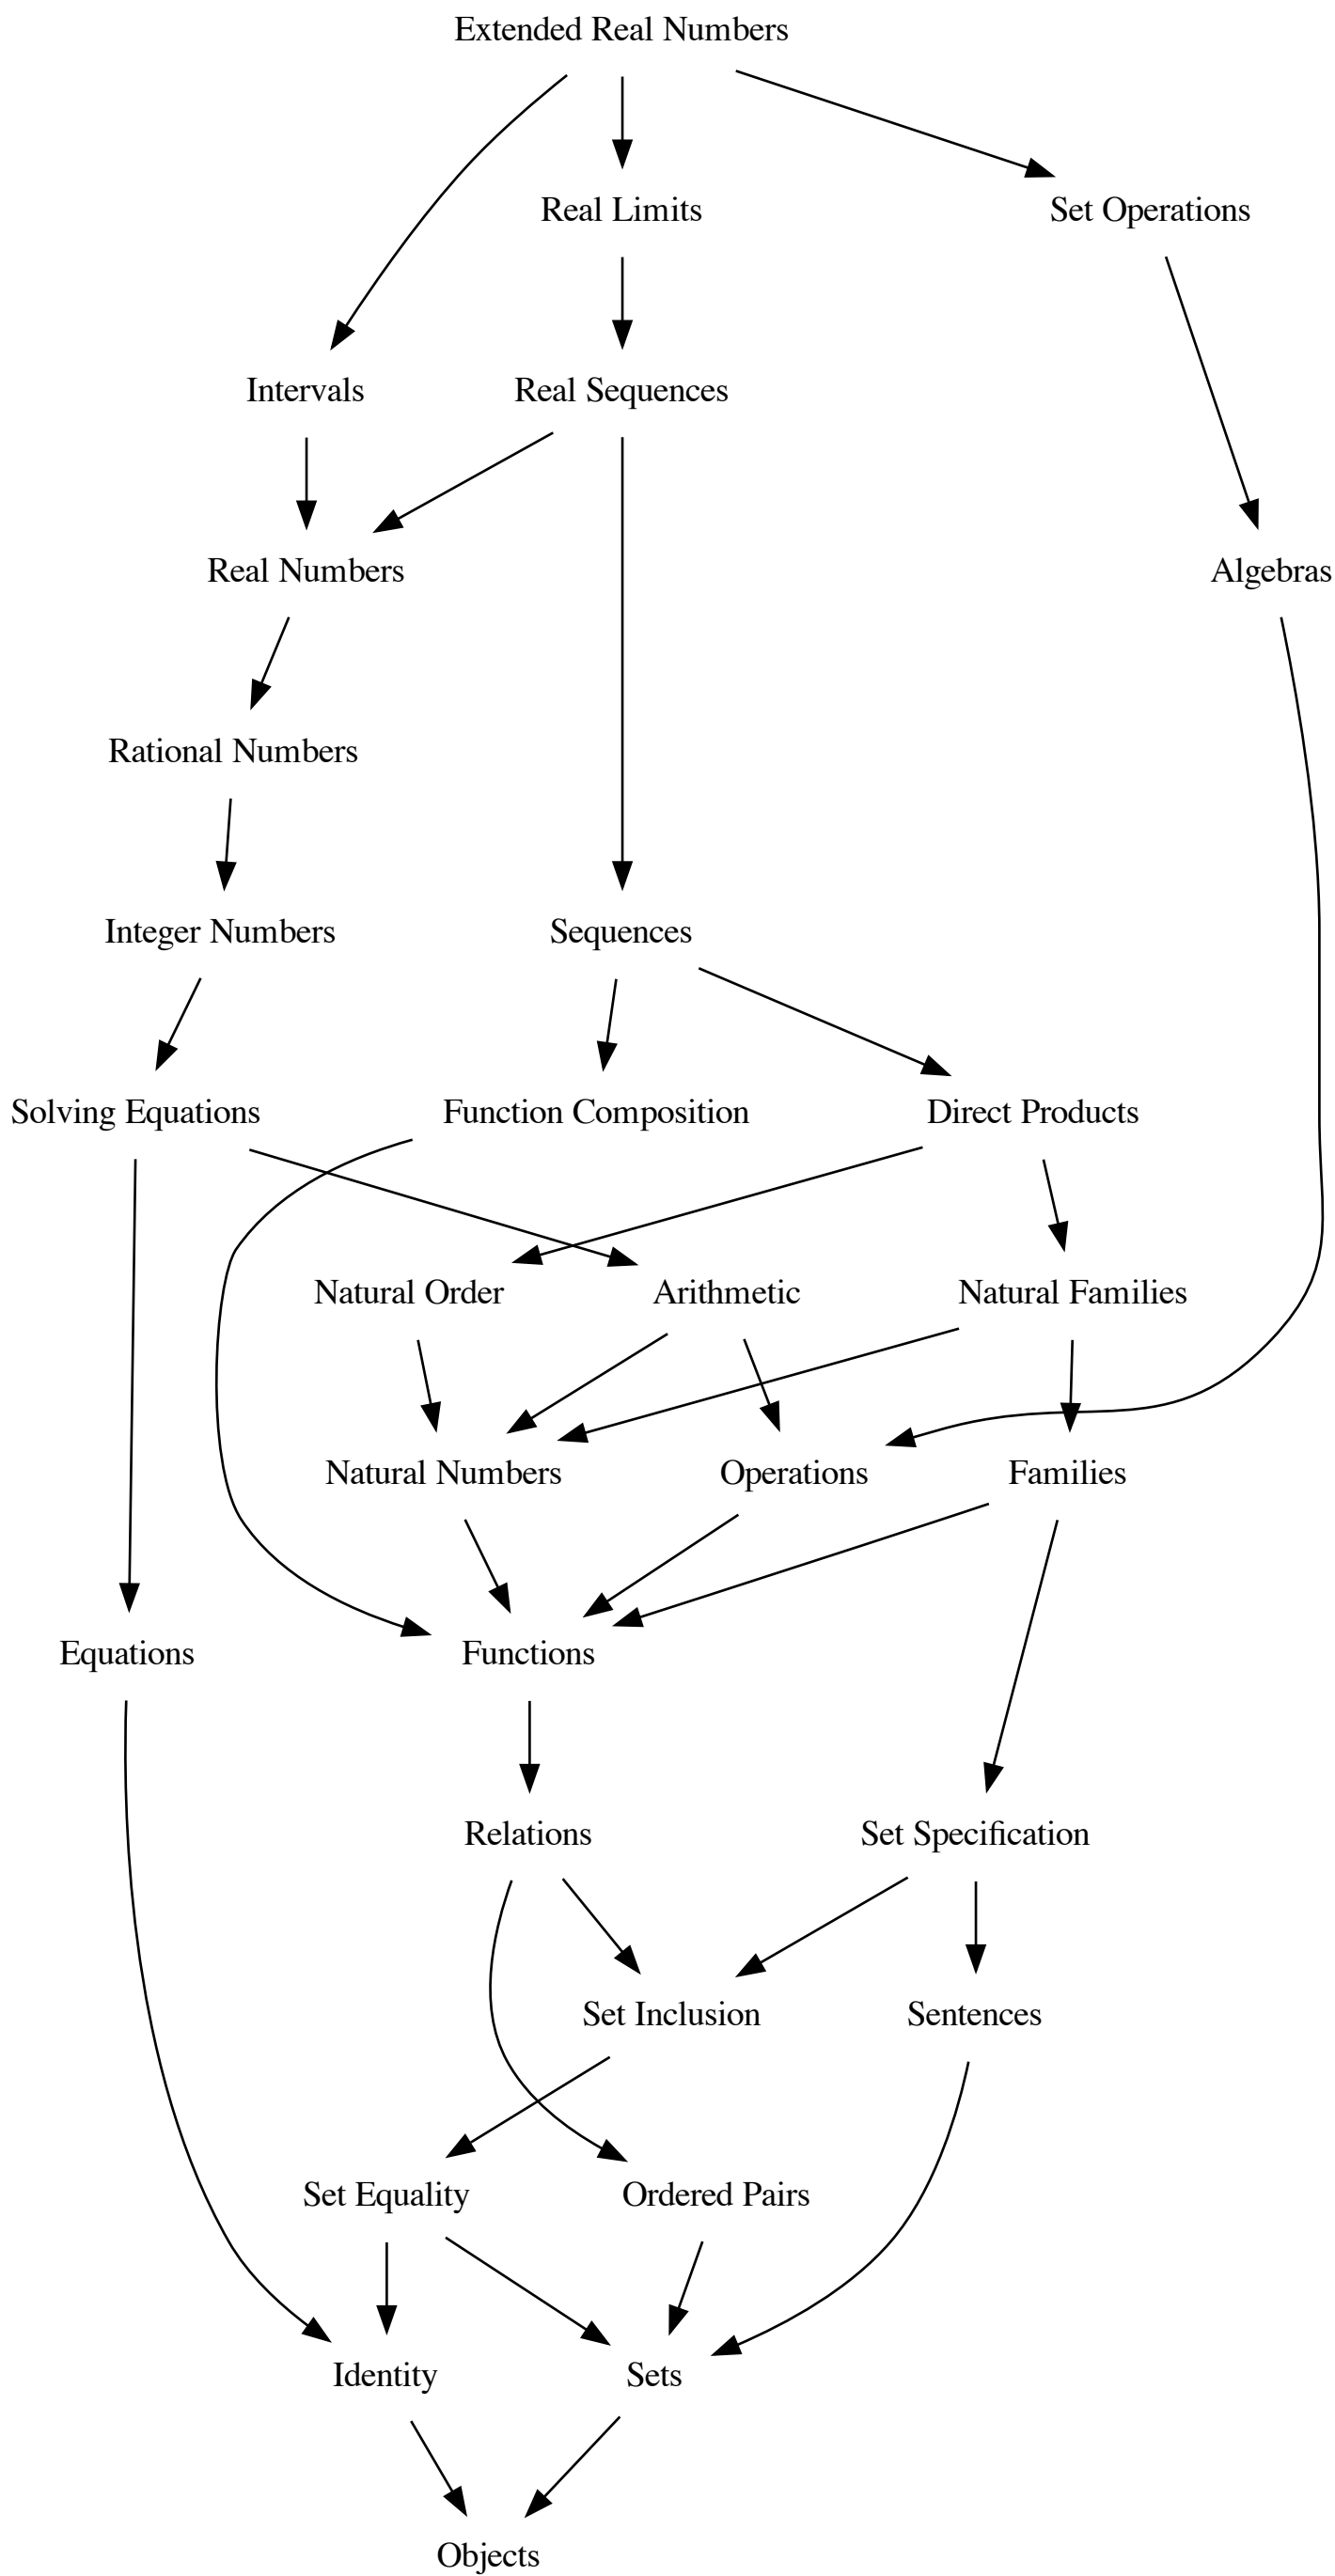 Extended Real Numbers
Real Limits
Set Operations
Intervals
Real Sequences
Real Numbers
Algebras
Rational Numbers
Integer Numbers
Sequences
Solving Equations
Function Composition
Direct Products
Natural Order
Arithmetic
Natural Families
Natural Numbers
Operations
Families
Equations
Functions
Relations
Set Specification
Set Inclusion
Sentences
Set Equality
Ordered Pairs
Identity
Sets
Objects